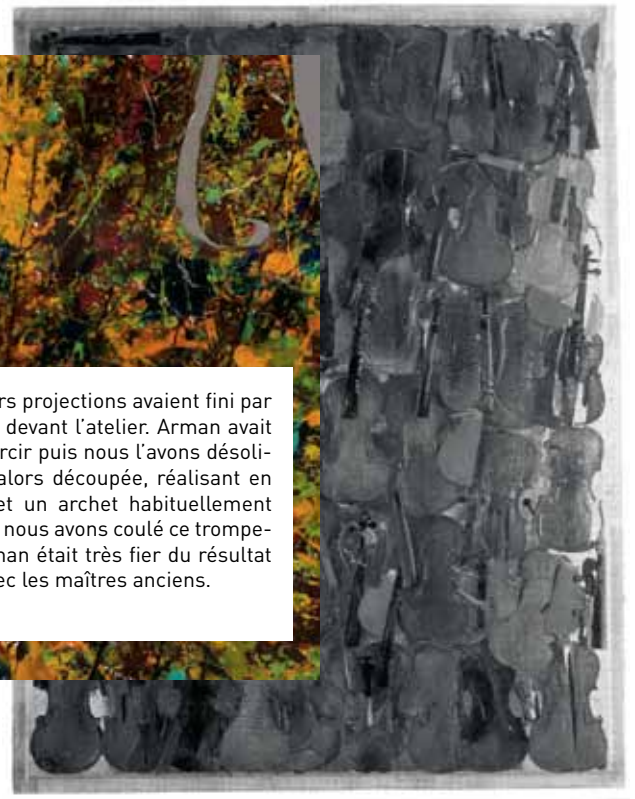 rs projections avaient fini par
devant l’atelier. Arman avait
rcir puis nous l’avons désoli-
alors découpée, réalisant en
et un archet habituellement
nous avons coulé ce trompe-
man était très fier du résultat
ec les maîtres anciens.